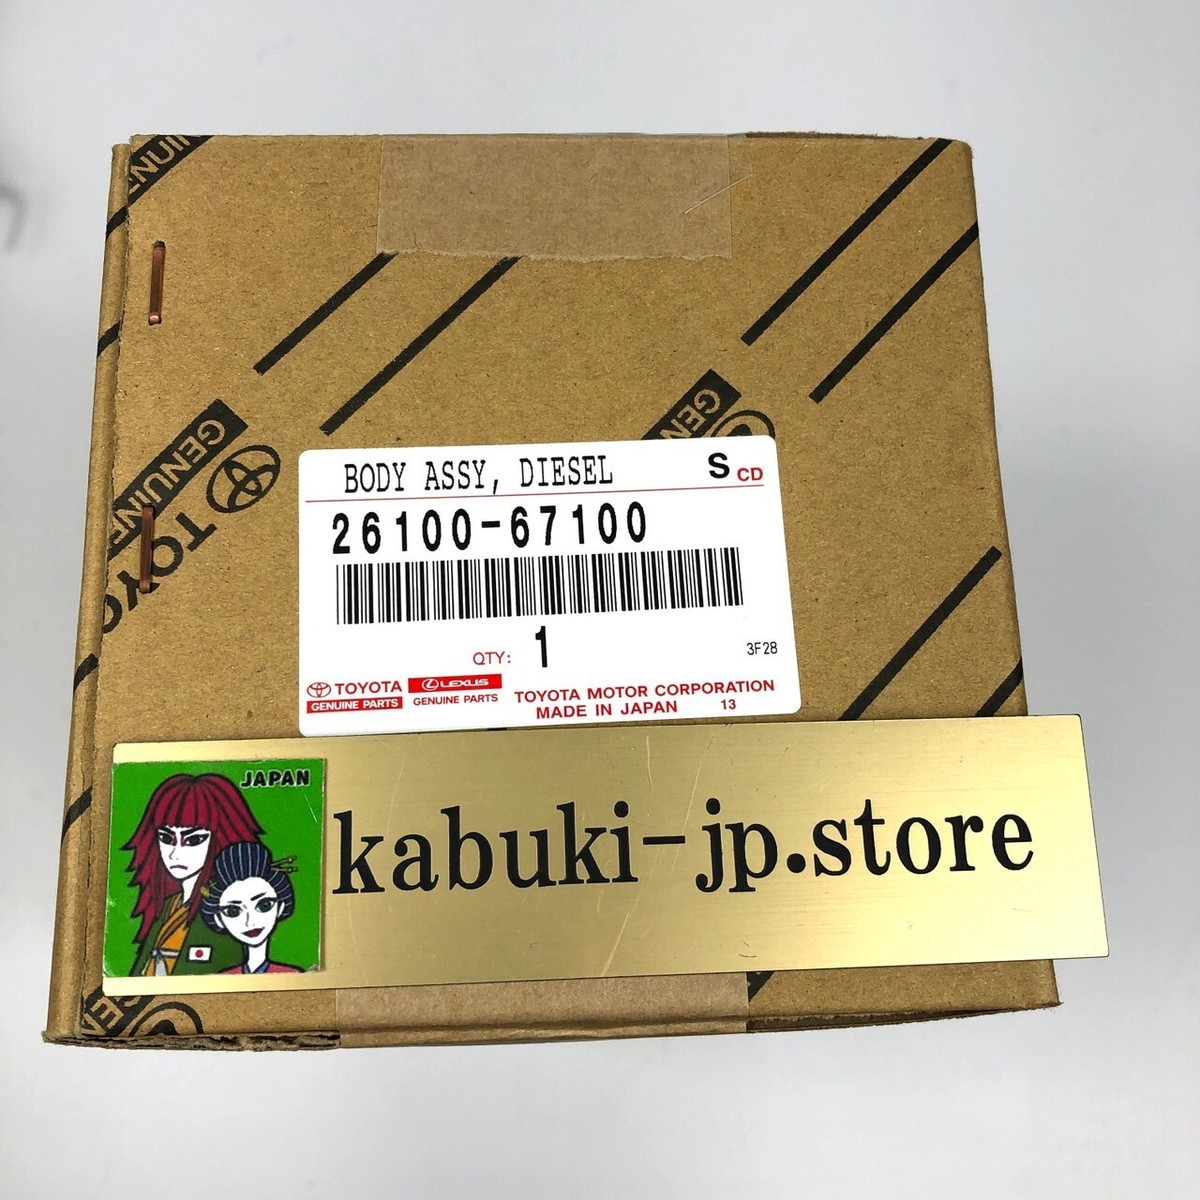 GENUINE
TOYO
GENUINE
BODY ASSY, DIESEL
S CD
26100-67100
QTY: 1
3F28
TOYOTA
GENUINE PARTS
LEXUS
GENUINE PARTS
TOYOTA MOTOR CORPORATION
MADE IN JAPAN 13
JAPAN
kabuki-jp.store